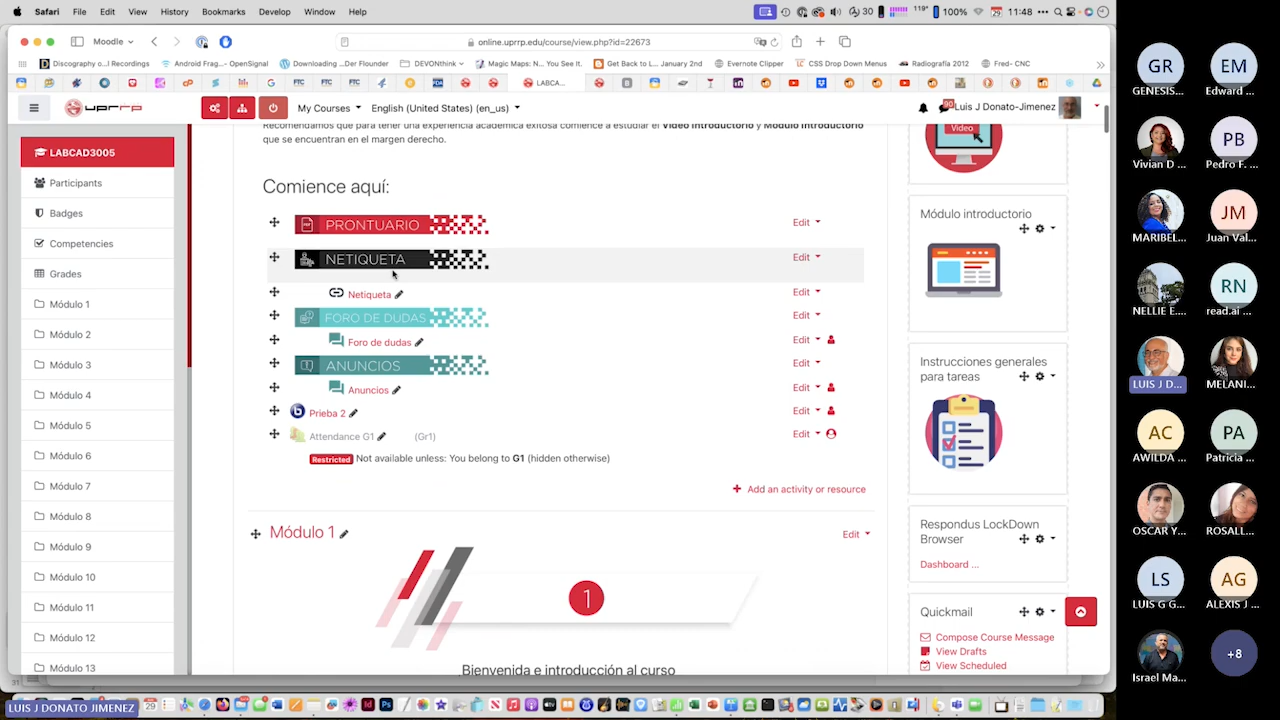 Safari File Edit View History Bookmarks Develop Window Help
30 119° 100% 29 11:48
Moodle online.uprrp.edu/course/view.php?id=22673
Discography o...l Recordings Android Frag...- OpenSignal Downloading ...Der Flounder DEVONthink Magic Maps: N...You See It. Evernote Clipper Get Back to L... January 2nd CSS Drop Down Menus Radiografía 2012 Fred- CNC
FTC FTC FTC FDA LABCA...
uprrp My Courses English (United States) (en_us) 90 Luis J Donato-Jimenez
LABCAD3005
Participants
Badges
Competencies
Grades
Módulo 1
Módulo 2
Módulo 3
Módulo 4
Módulo 5
Módulo 6
Módulo 7
Módulo 8
Módulo 9
Módulo 10
Módulo 11
Módulo 12
Módulo 13
Recomendamos que para tener una experiencia académica exitosa comience a estudiar el Video Introductorio y Módulo Introductorio
que se encuentran en el margen derecho.
Comience aquí:
PRONTUARIO Edit
NETIQUETA Edit
Netiqueta Edit
FORO DE DUDAS Edit
Foro de dudas Edit
ANUNCIOS Edit
Anuncios Edit
Prieba 2 Edit
Attendance G1 (Gr1) Edit
Restricted Not available unless: You belong to G1 (hidden otherwise)
Add an activity or resource
Módulo 1 Edit
1
Bienvenida e introducción al curso
Video
Módulo introductorio
Instrucciones generales
para tareas
Respondus LockDown
Browser
Dashboard ...
Quickmail
Compose Course Message
View Drafts
View Scheduled
GR EM
GENESIS... Edward...
PB
Vivian D ... Pedro F. ...
JM
MARIBEL... Juan Val...
RN
NELLIE E... read.ai ...
LUIS J D... MELANI...
AC PA
AWILDA ... Patricia ...
OSCAR Y... ROSALL...
LS AG
LUIS G G... ALEXIS J ...
+8
Israel Ma...
LUIS J DONATO JIMENEZ